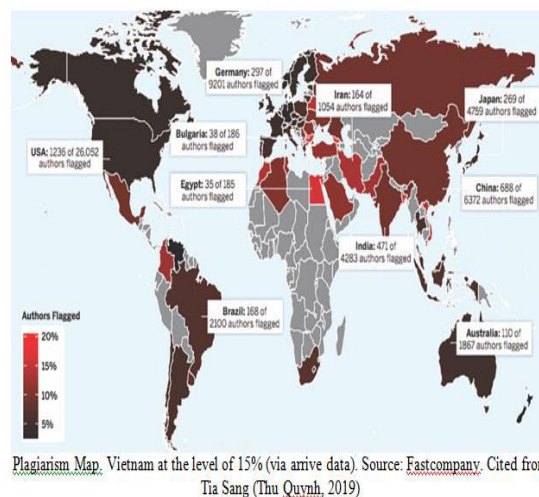 Germany: 297 of
9201 authors flagged
Iran: 164 of
1054 authors flagged
Japan: 269 of
4759 authors flagged
Bulgaria: 38 of 186
authors flagged
USA: 1236 of 26,052
authors flagged
Egypt: 35 of 185
authors flagged
China: 688 of
6372 authors flagged
India: 471 of
4283 authors flagged
Brazil: 168 of
2100 authors flagged
Australia: 110 of
1867 authors flagged
Authors Flagged
20%
15%
10%
5%
Plagiarism Map. Vietnam at the level of 15% (via arrive data). Source: Fastcompany. Cited from
Tia Sang (Thu Quynh, 2019)